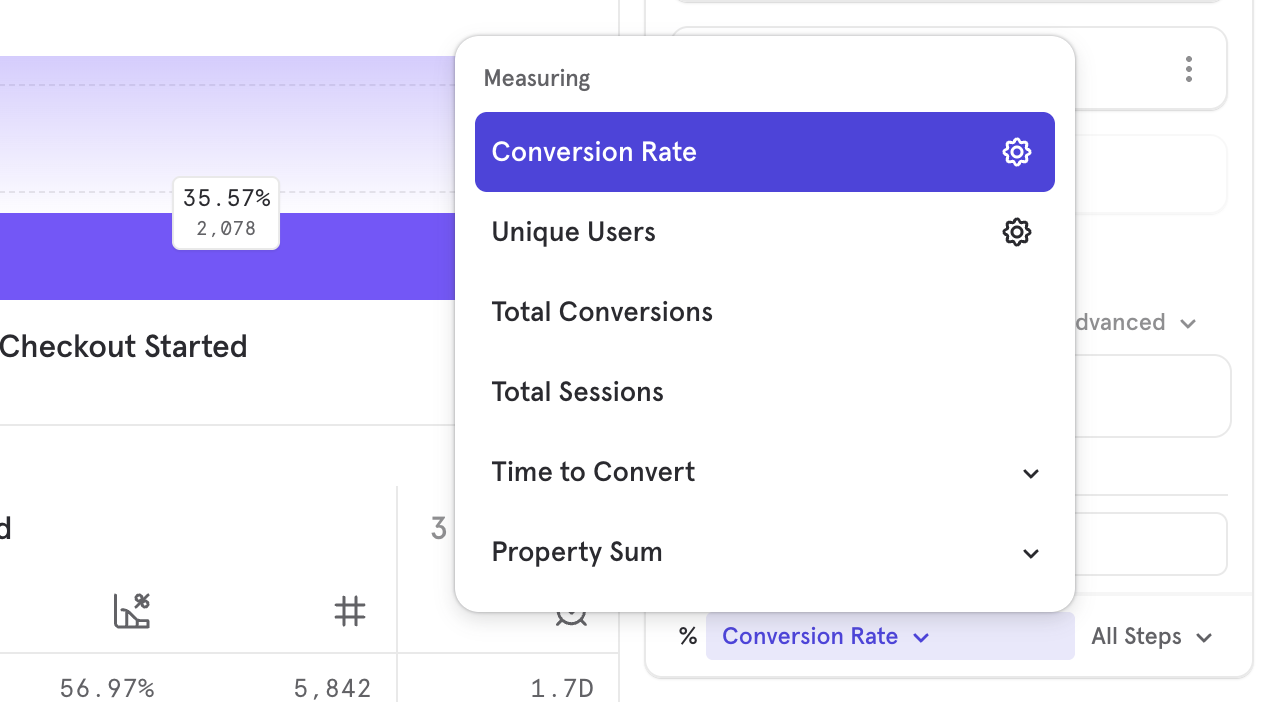 Measuring
Conversion Rate
Unique Users
Total Conversions
Total Sessions
Time to Convert
Property Sum
35.57%
2,078
Checkout Started
dvanced
d
3
56.97%
5,842
1.7D
% Conversion Rate
All Steps